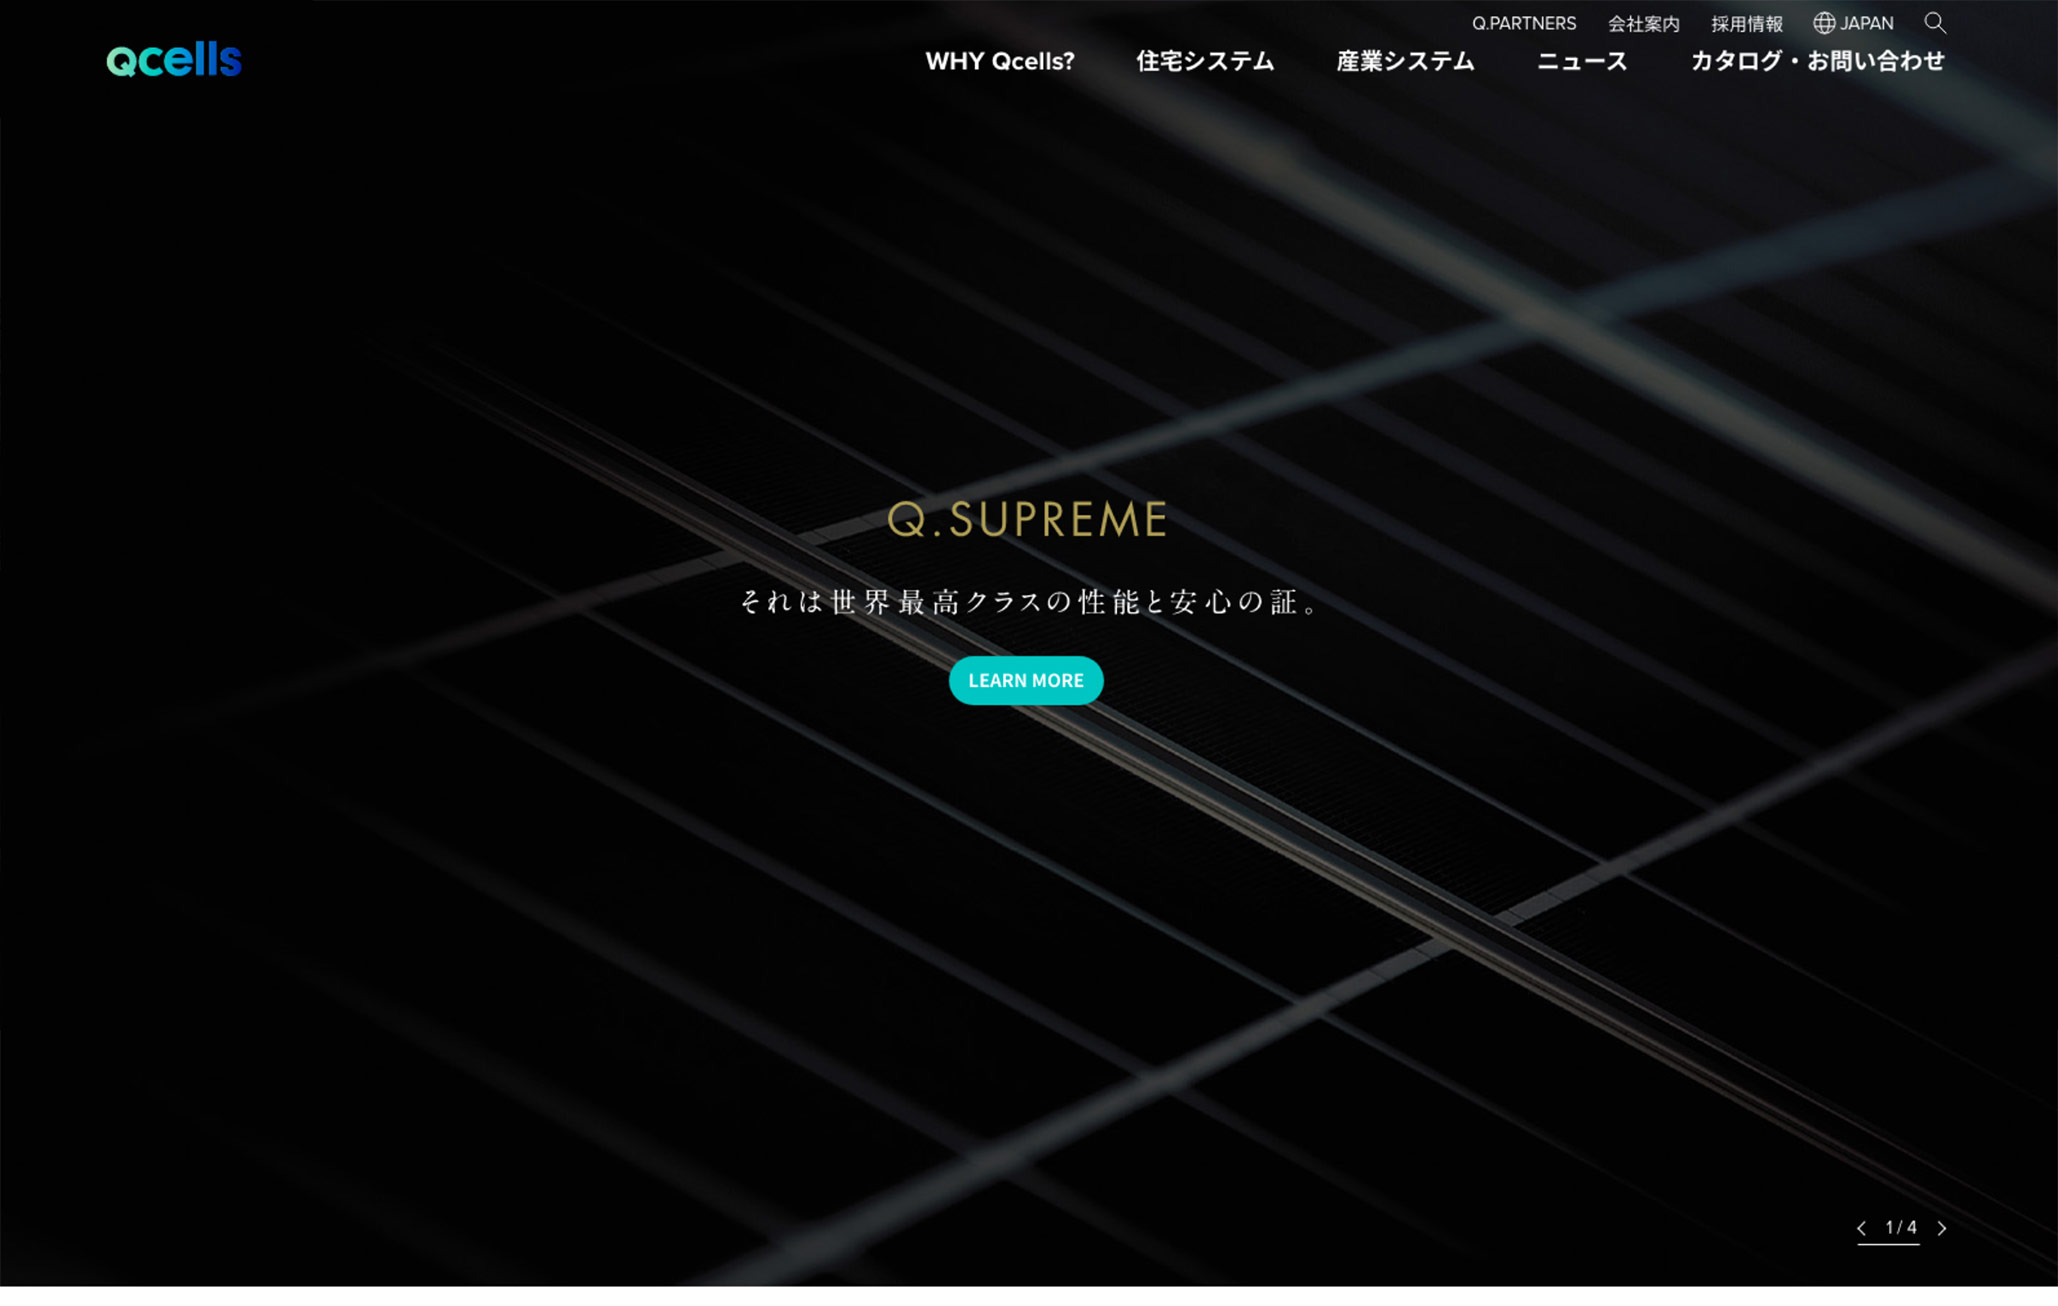 Q.PARTNERS 会社案内 採用情報 JAPAN
Qcells
WHY Qcells? 住宅システム 産業システム ニュース カタログ・お問い合わせ
Q.SUPREME
それは世界最高クラスの性能と安心の証。
LEARN MORE
1 / 4